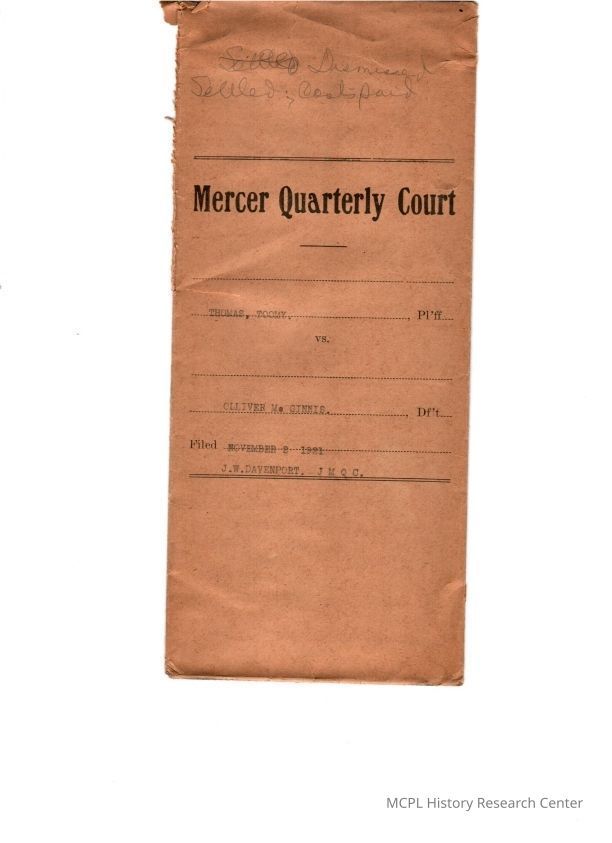 Settled Dismissed
Settled; Costs paid
Mercer Quarterly Court
THOMAS, TOOMY. , Pl'ff
vs.
OLLIVER Mc GINNIS. , Df't
Filed NOVEMBER 2 1921
J.W.DAVENPORT. J M Q C.
MCPL History Research Center